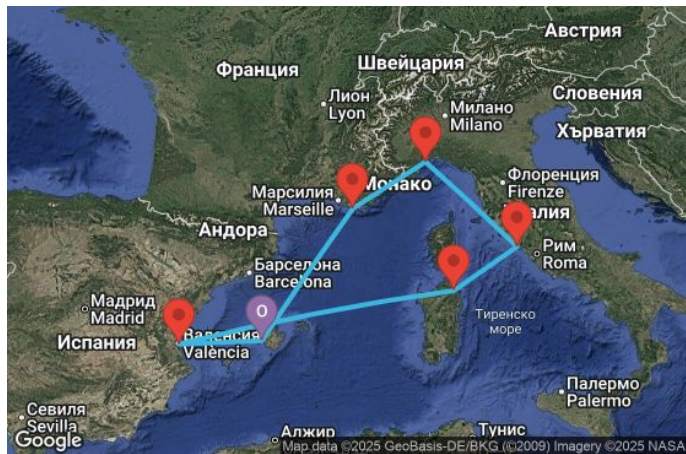 Австрия
Швейцария
Франция
Словения
Лион
Lyon
Милано
Milano
Хърватия
Монако
Флоренция
Firenze
Марсилия
Marseille
Андора
Рим
Roma
Барселона
Barcelona
О
Тиренско
море
Мадрид
Madrid
Испания
València
Палермо
Palermo
Севиля
Sevilla
Алжир
Тунис
Google
Map data ©2025 GeoBasis-DE/BKG (©2009) Imagery ©2025 NASA